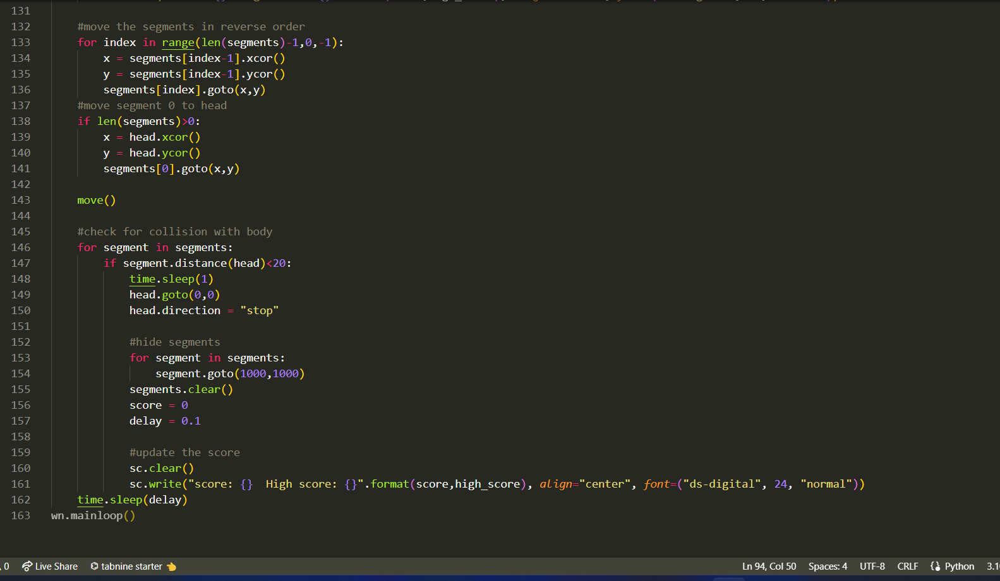 131
132 #move the segments in reverse order
133 for index in range(len(segments)-1,0,-1):
134 x = segments[index-1].xcor()
135 y = segments[index-1].ycor()
136 segments[index].goto(x,y)
137 #move segment 0 to head
138 if len(segments)>0:
139 x = head.xcor()
140 y = head.ycor()
141 segments[0].goto(x,y)
142
143 move()
144
145 #check for collision with body
146 for segment in segments:
147 if segment.distance(head)<20:
148 time.sleep(1)
149 head.goto(0,0)
150 head.direction = "stop"
151
152 #hide segments
153 for segment in segments:
154 segment.goto(1000,1000)
155 segments.clear()
156 score = 0
157 delay = 0.1
158
159 #update the score
160 sc.clear()
161 sc.write("score: {}  High score: {}".format(score,high_score), align="center", font=("ds-digital", 24, "normal"))
162 time.sleep(delay)
163 wn.mainloop()
0 Live Share tabnine starter Ln 94, Col 50 Spaces: 4 UTF-8 CRLF Python